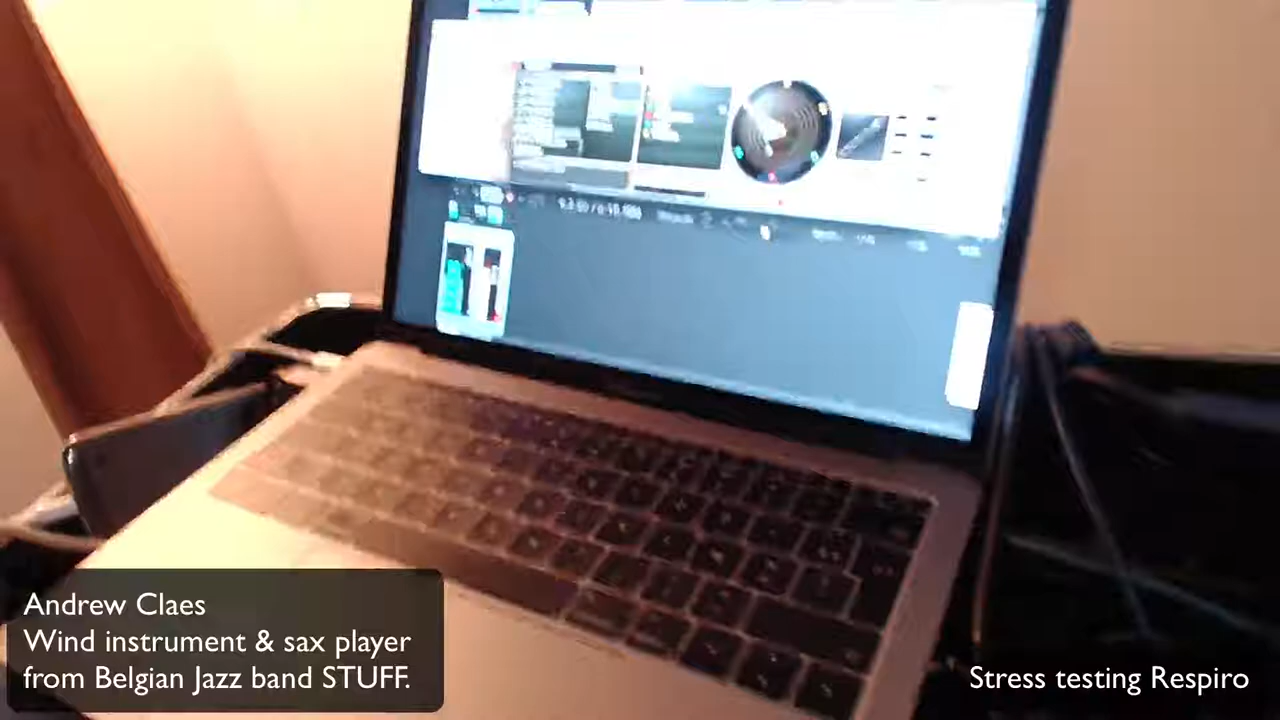 Andrew Claes
Wind instrument & sax player
from Belgian Jazz band STUFF.
Stress testing Respiro